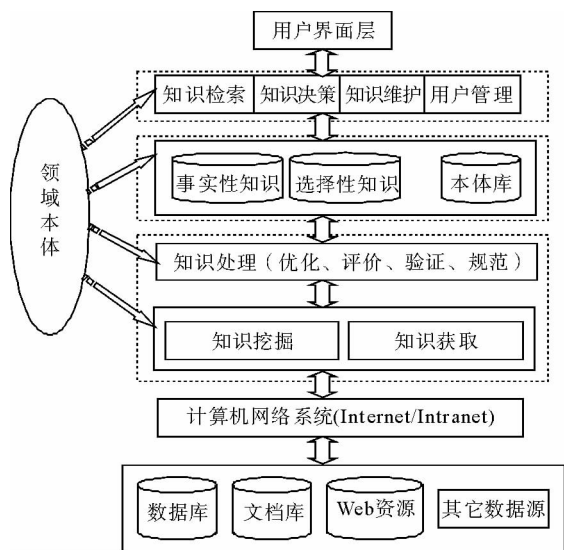 用户界面层
知识检索 知识决策 知识维护 用户管理
领域本体
事实性知识 选择性知识 本体库
知识处理（优化、评价、验证、规范）
知识挖掘 知识获取
计算机网络系统(Internet/Intranet)
数据库 文档库 Web资源 其它数据源